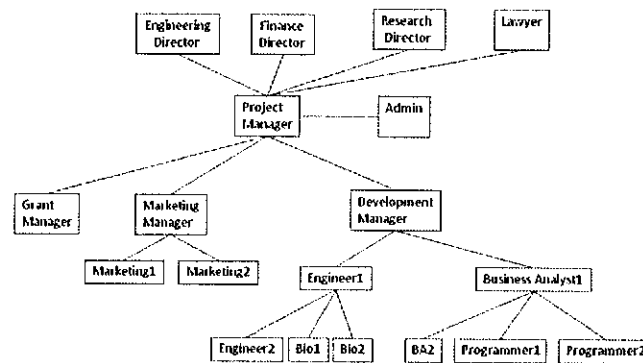 Engineering
Director
Finance
Director
Research
Director
Lawyer
Project
Manager
Admin
Grant
Manager
Marketing
Manager
Development
Manager
Marketing1
Marketing2
Engineer1
Business Analyst1
Engineer2
Bio1
Bio2
BA2
Programmer1
Programmer2